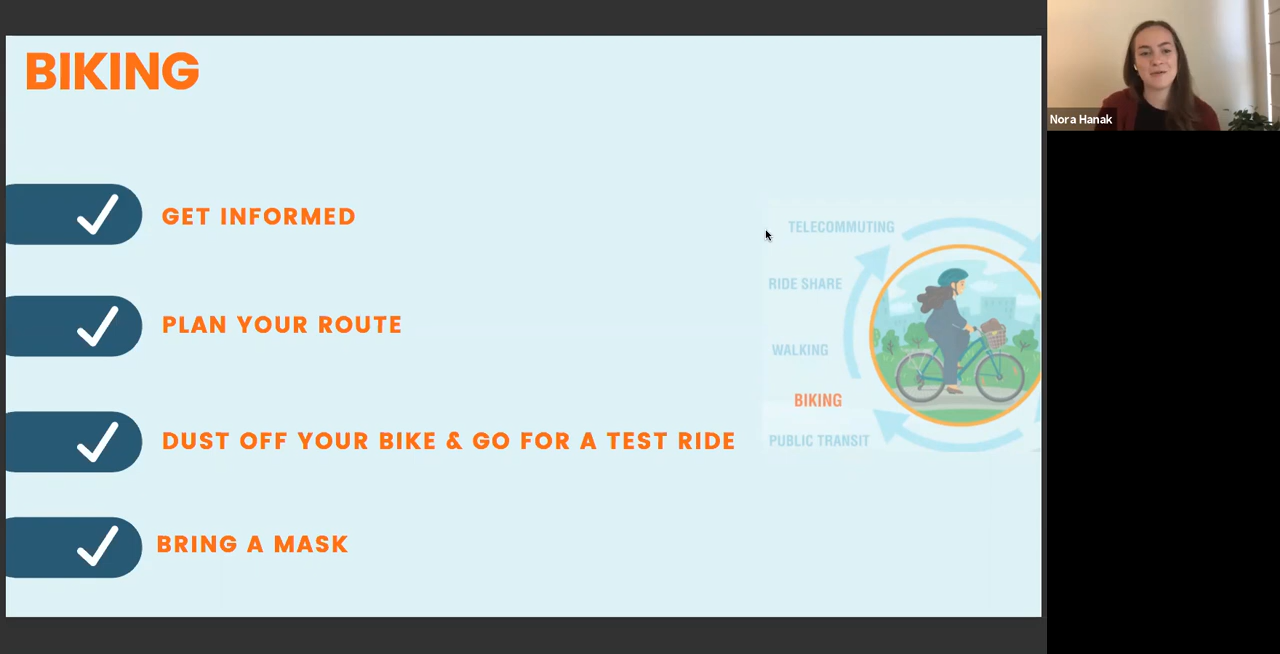 BIKING
Nora Hanak
GET INFORMED
PLAN YOUR ROUTE
DUST OFF YOUR BIKE & GO FOR A TEST RIDE
BRING A MASK
TELECOMMUTING
RIDE SHARE
WALKING
BIKING
PUBLIC TRANSIT